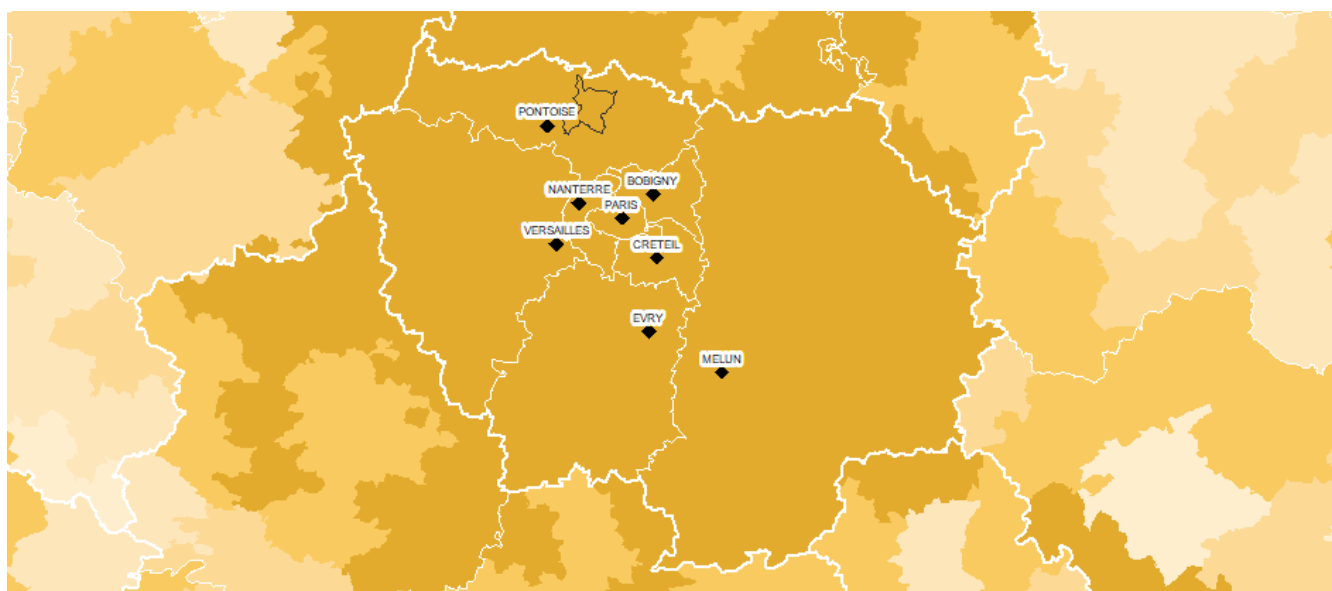 PONTOISE
BOBIGNY
NANTERRE
PARIS
VERSAILLES
CRETEIL
EVRY
MELUN